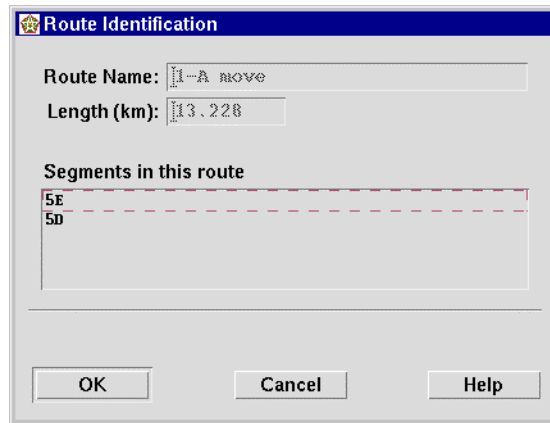 Route Identification
Route Name: 1-A move
Length (km): 13.228
Segments in this route
5E
5D
OK Cancel Help